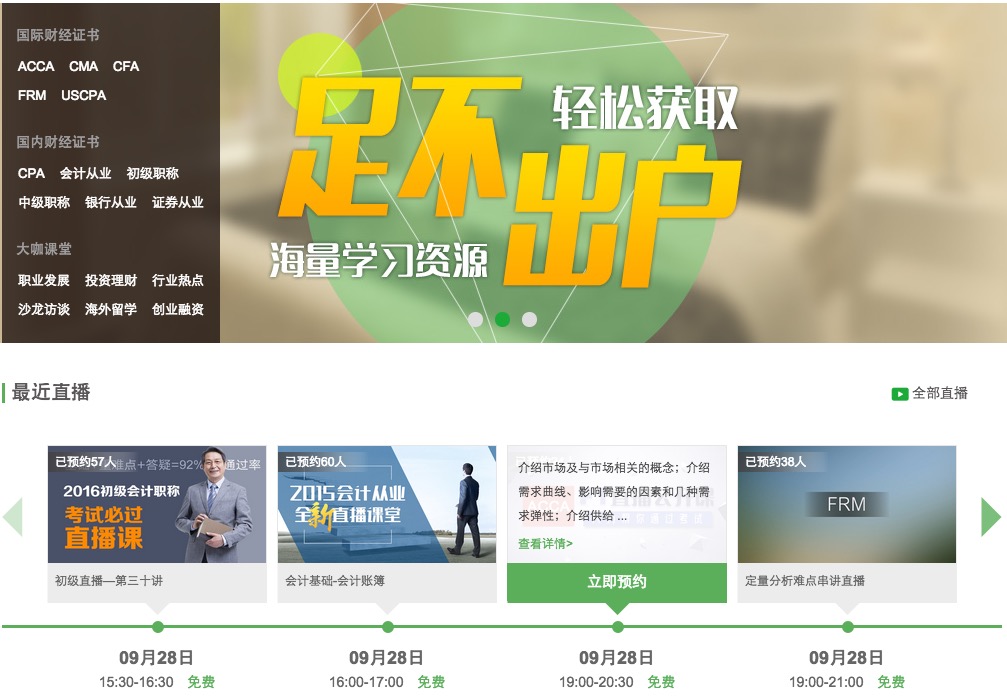 国际财经证书
ACCA CMA CFA
FRM USCPA
国内财经证书
CPA 会计从业 初级职称
中级职称 银行从业 证券从业
大咖课堂
职业发展 投资理财 行业热点
沙龙访谈 海外留学 创业融资
足不
轻松获取
出户
海量学习资源
最近直播
全部直播
已预约57人
难点+答疑=92% 通过率
2016初级会计职称
考试必过
直播课
初级直播—第三十讲
已预约60人
2015会计从业
全新直播课堂
会计基础-会计账簿
介绍市场及与市场相关的概念；介绍
需求曲线、影响需要的因素和几种需
求弹性；介绍供给 ...
查看详情>
立即预约
已预约38人
FRM
定量分析难点串讲直播
09月28日
15:30-16:30 免费
09月28日
16:00-17:00 免费
09月28日
19:00-20:30 免费
09月28日
19:00-21:00 免费